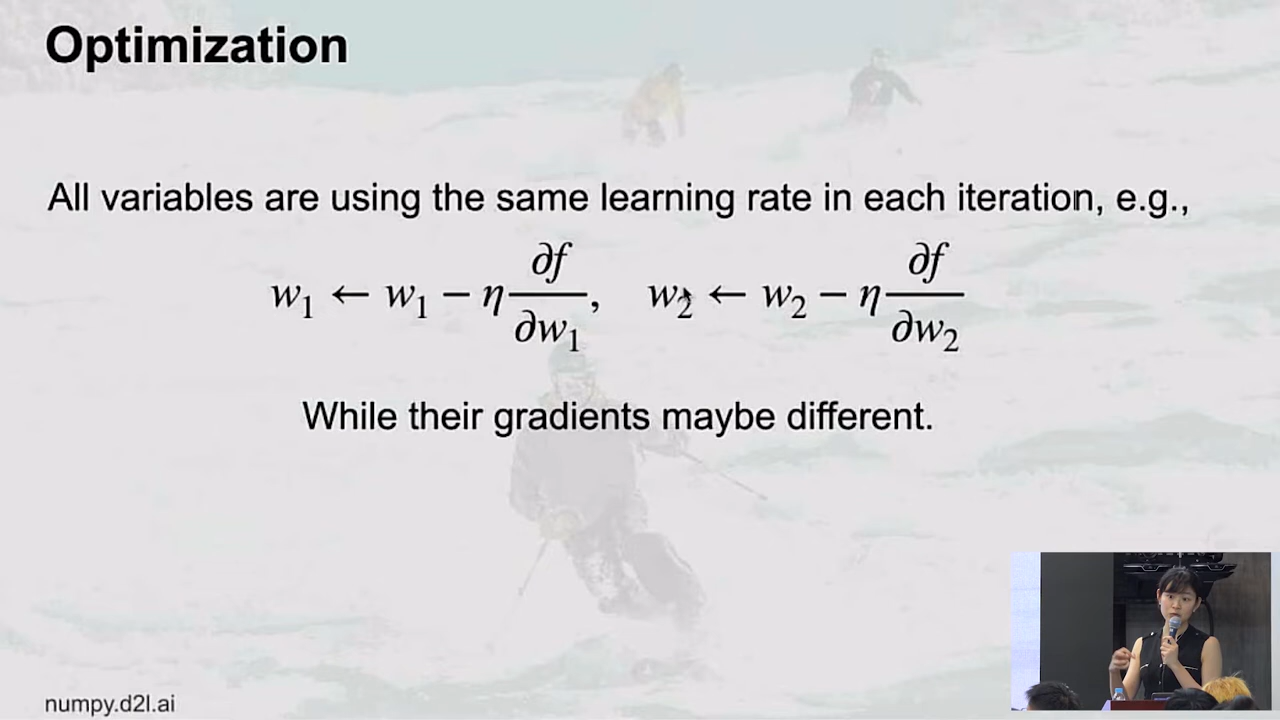 Optimization
All variables are using the same learning rate in each iteration, e.g.,
w₁ ← w₁ − η ∂f/∂w₁, w₂ ← w₂ − η ∂f/∂w₂
While their gradients maybe different.
numpy.d2l.ai